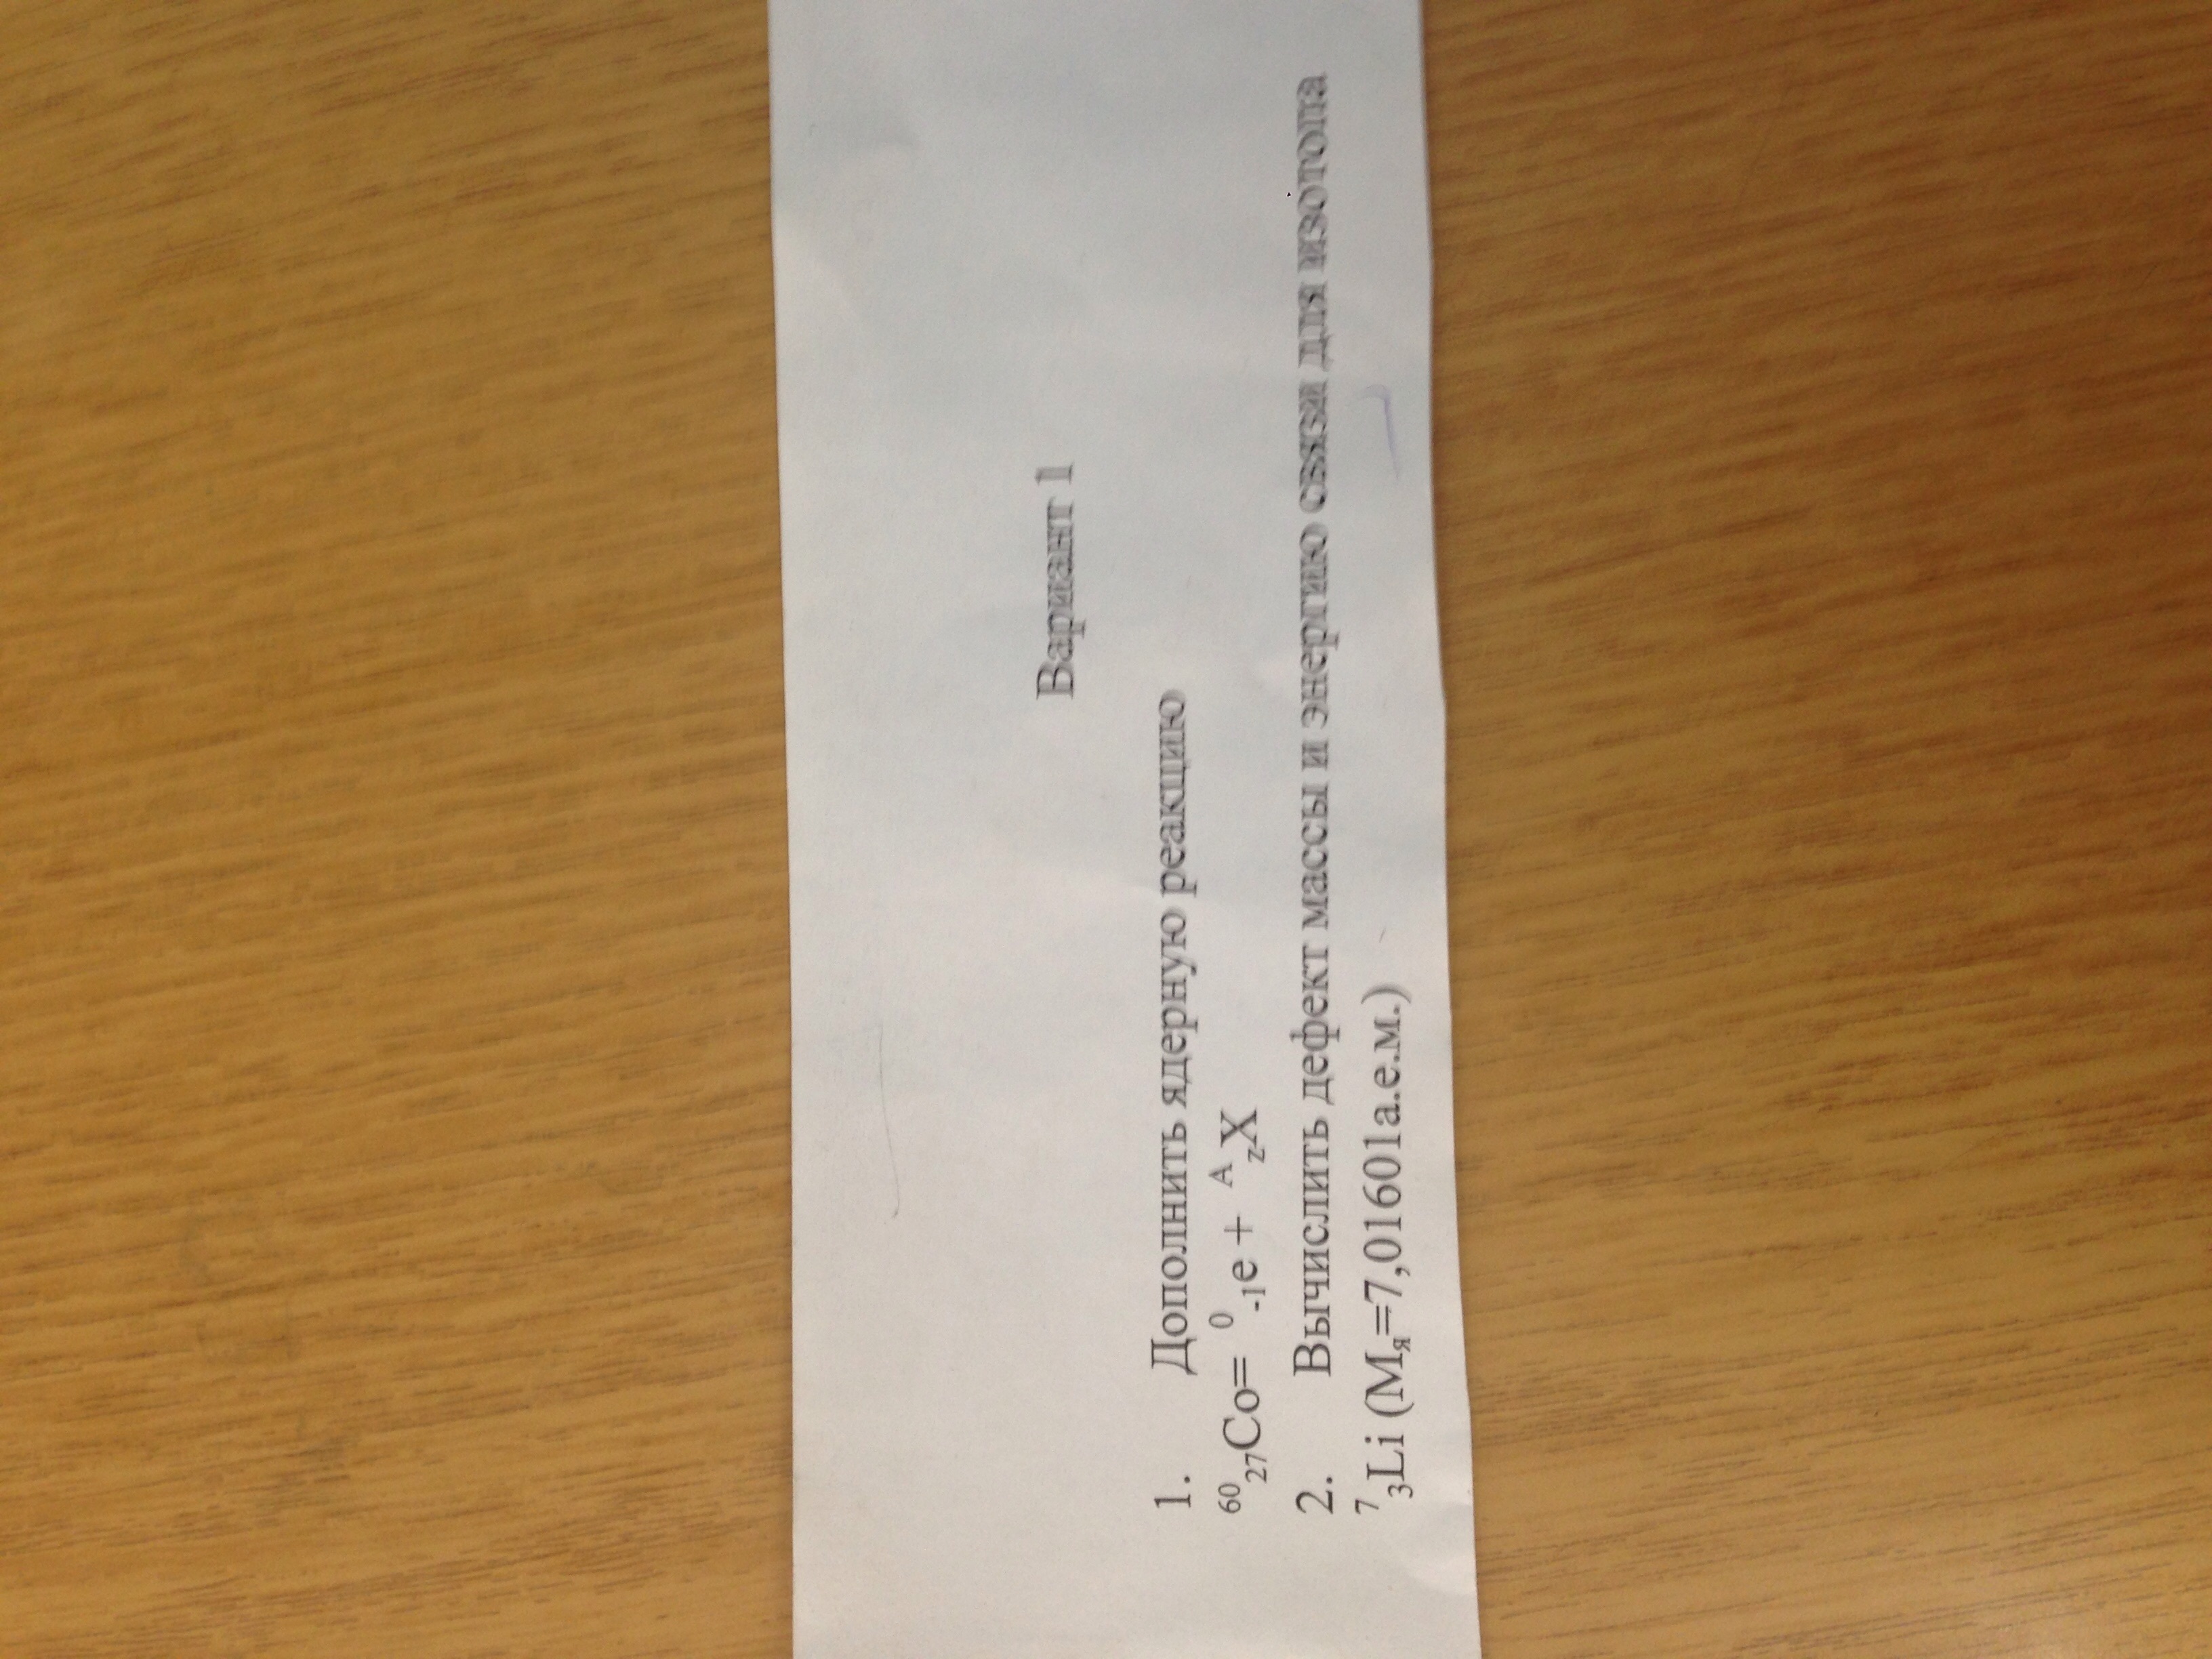 Вариант 1
1. Дополнить ядерную реакцию
⁶⁰₂₇Co= ⁰₋₁e + ᴬzX
2. Вычислить дефект массы и энергию связи для изотопа
⁷₃Li (Mя=7,01601а.е.м.)